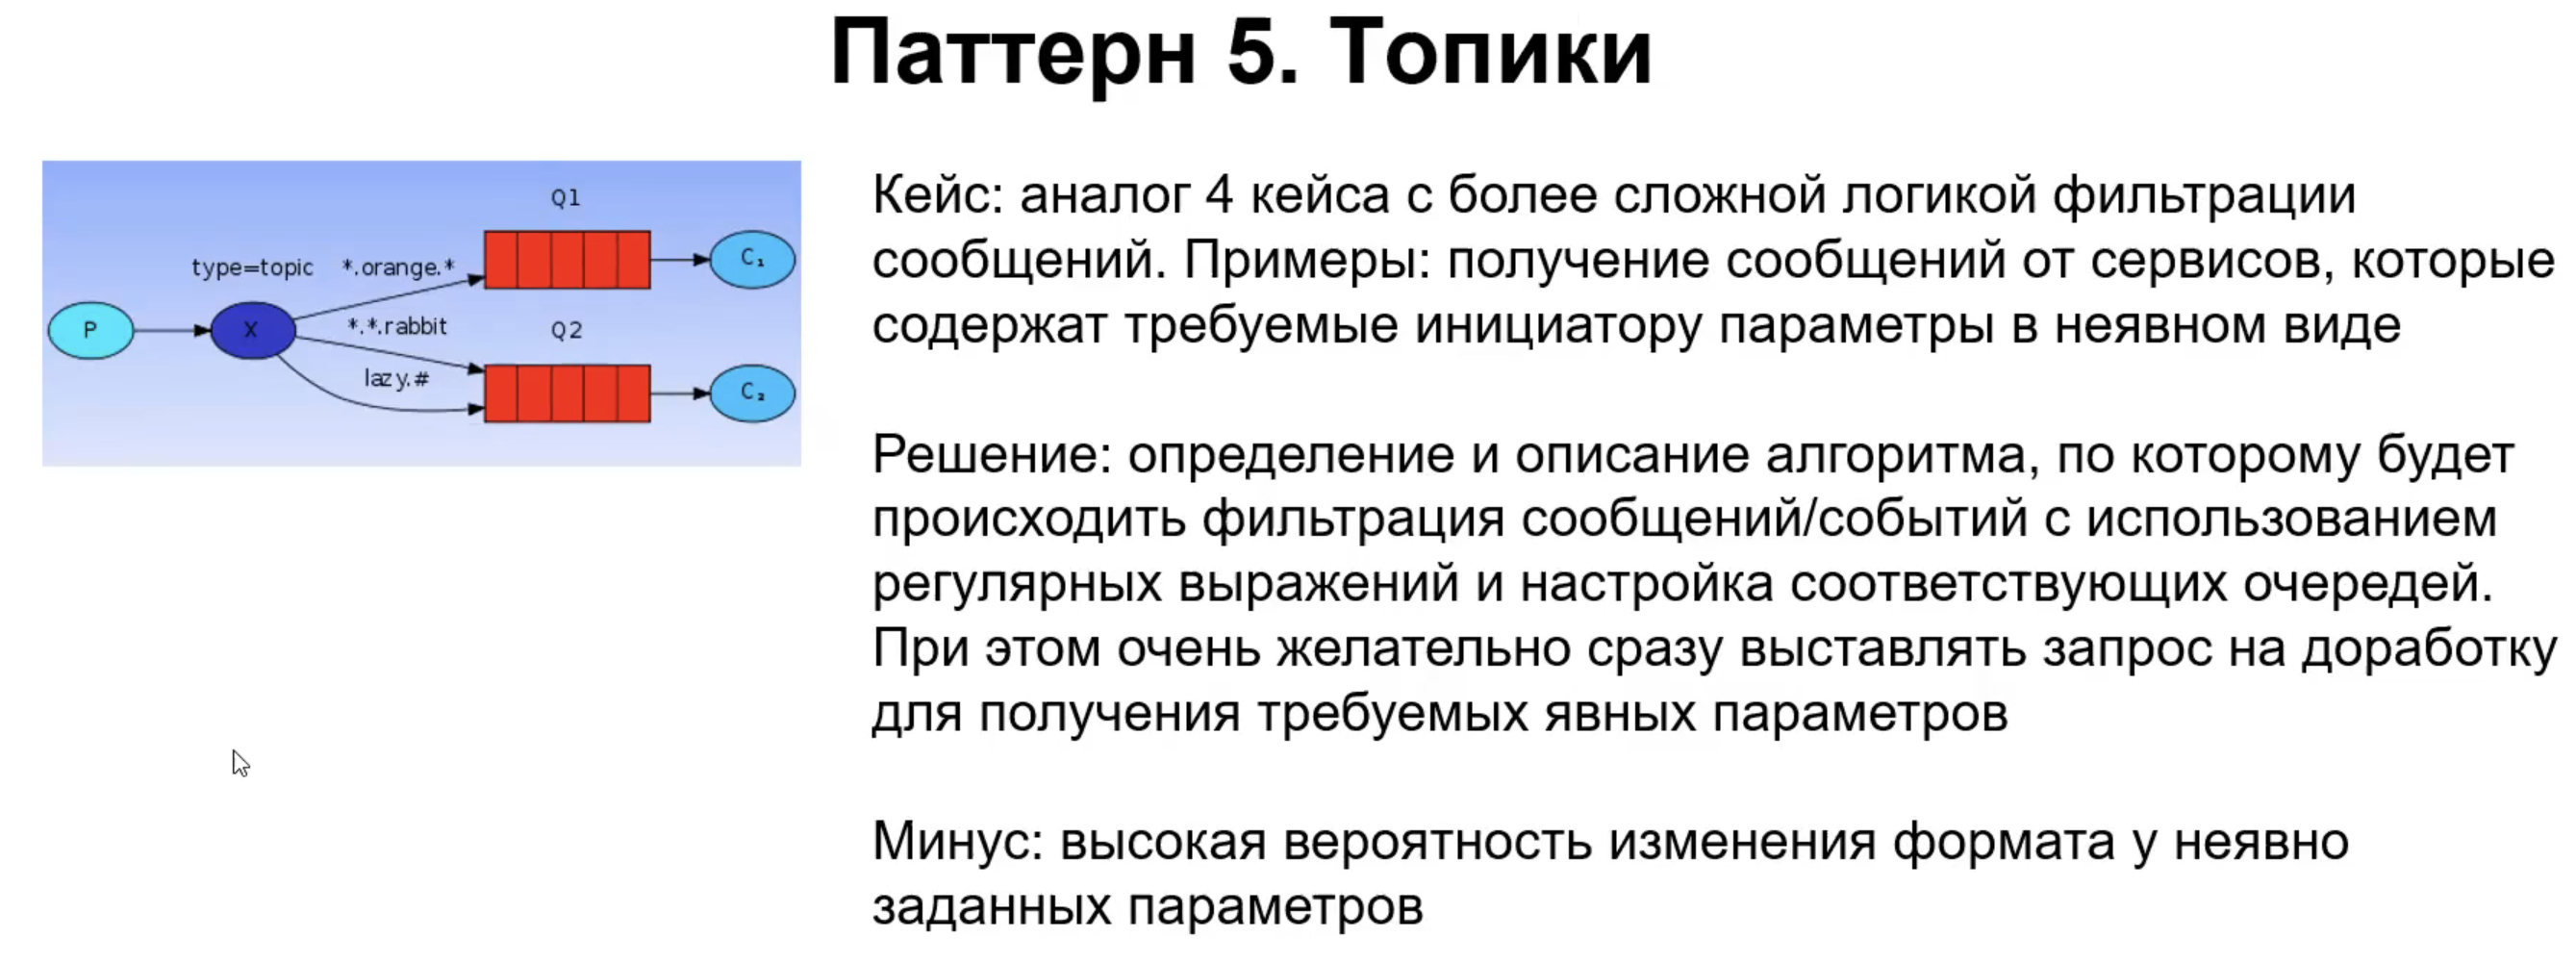 Паттерн 5. Топики
Q1
type=topic *.orange.*
C₁
P
X
*.*.rabbit
Q2
lazy.#
C₂
Кейс: аналог 4 кейса с более сложной логикой фильтрации
сообщений. Примеры: получение сообщений от сервисов, которые
содержат требуемые инициатору параметры в неявном виде
Решение: определение и описание алгоритма, по которому будет
происходить фильтрация сообщений/событий с использованием
регулярных выражений и настройка соответствующих очередей.
При этом очень желательно сразу выставлять запрос на доработку
для получения требуемых явных параметров
Минус: высокая вероятность изменения формата у неявно
заданных параметров